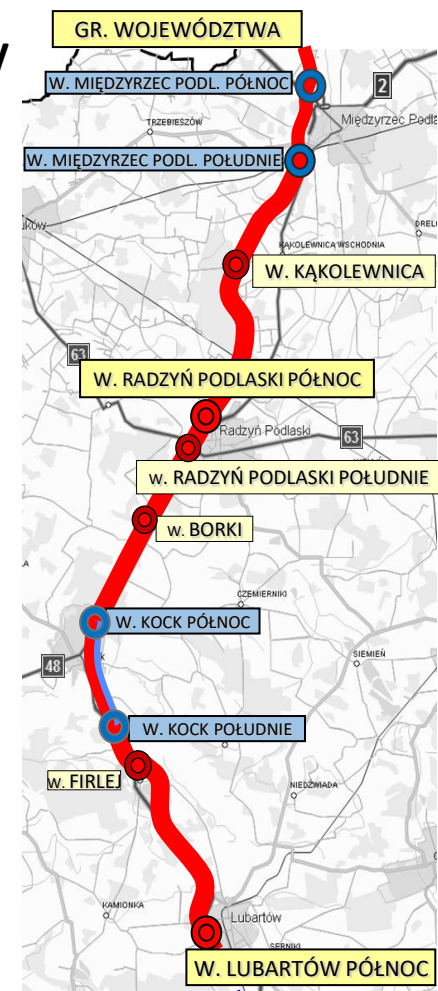 GR. WOJEWÓDZTWA
W. MIĘDZYRZEC PODL. PÓŁNOC
2
TRZEBIESZÓW
Międzyrzec Podla
W. MIĘDZYRZEC PODL. POŁUDNIE
ków
DREL
KĄKOLEWNICA WSCHODNIA
W. KĄKOLEWNICA
63
W. RADZYŃ PODLASKI PÓŁNOC
Radzyń Podlaski
63
W. RADZYŃ PODLASKI POŁUDNIE
W. BORKI
CZEMIERNIKI
W. KOCK PÓŁNOC
SIEMIEŃ
48
k
W. KOCK POŁUDNIE
W. FIRLEJ
NIEDŹWIADA
KAMIONKA
Lubartów
SERNIKI
W. LUBARTÓW PÓŁNOC